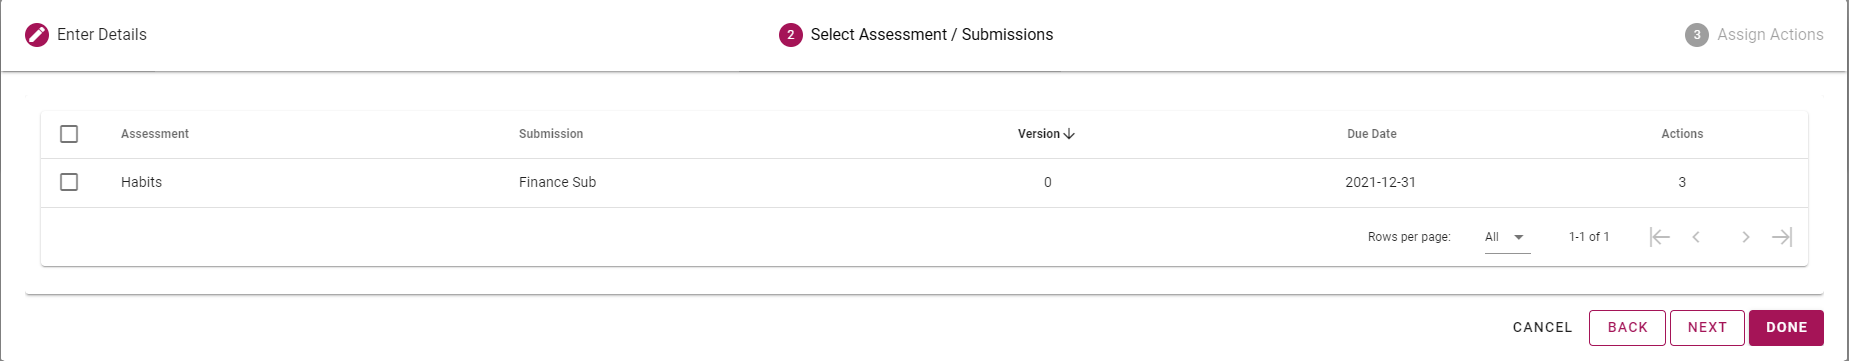 Enter Details
2 Select Assessment / Submissions
3 Assign Actions
Assessment Submission Version Due Date Actions
Habits Finance Sub 0 2021-12-31 3
Rows per page: All 1-1 of 1
CANCEL BACK NEXT DONE